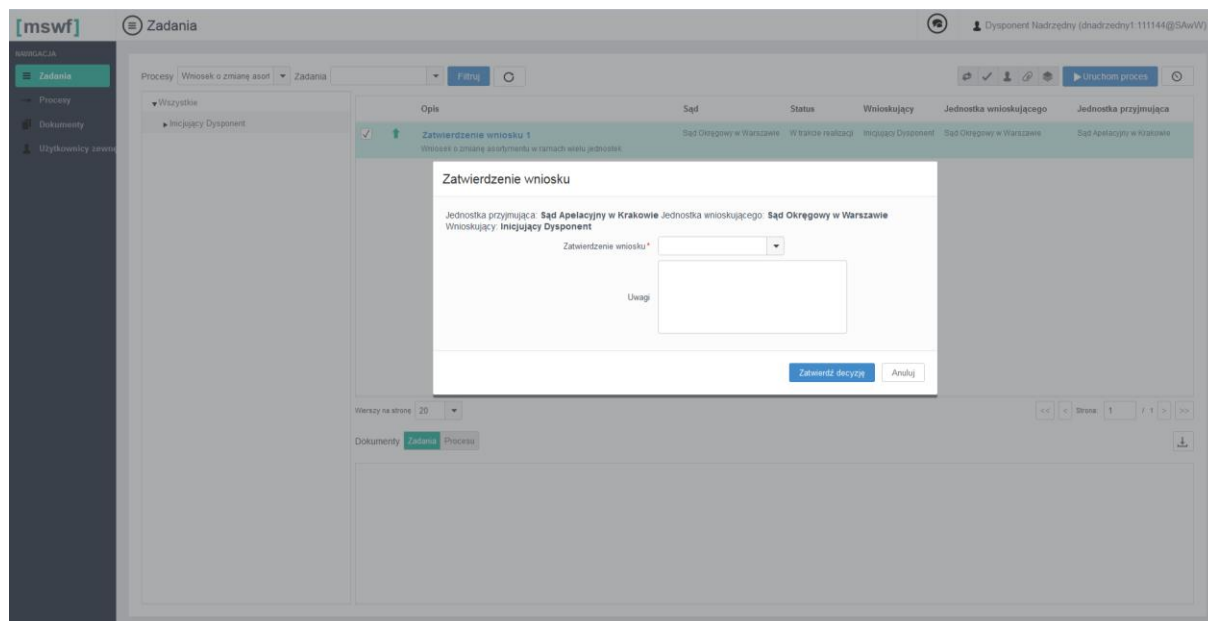 [mswf]
Zadania
Dysponent Nadrzędny (dnadrzedny1 111144@SAwW)
NAWIGACJA
Zadania
Procesy
Dokumenty
Użytkownicy zewnę
Procesy Wniosek o zmianę asort Zadania Filtruj Uruchom proces
Wszystkie
Inicjujący Dysponent
Opis Sąd Status Wnioskujący Jednostka wnioskującego Jednostka przyjmująca
Zatwierdzenie wniosku 1 Sąd Okręgowy w Warszawie W trakcie realizacji Inicjujący Dysponent Sąd Okręgowy w Warszawie Sąd Apelacyjny w Krakowie
Wniosek o zmianę asortymentu w ramach wielu jednostek
Zatwierdzenie wniosku
Jednostka przyjmująca: Sąd Apelacyjny w Krakowie Jednostka wnioskującego: Sąd Okręgowy w Warszawie
Wnioskujący: Inicjujący Dysponent
Zatwierdzenie wniosku*
Uwagi
Zatwierdź decyzję Anuluj
Wierszy na stronę 20 << < Strona: 1 / 1 > >>
Dokumenty Zadania Procesu